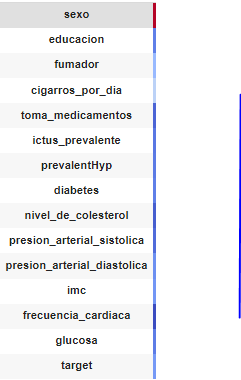 sexo
educacion
fumador
cigarros_por_dia
toma_medicamentos
ictus_prevalente
prevalentHyp
diabetes
nivel_de_colesterol
presion_arterial_sistolica
presion_arterial_diastolica
imc
frecuencia_cardiaca
glucosa
target